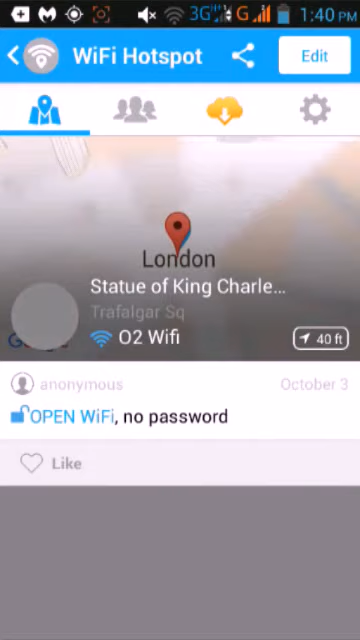 3G G 1:40 PM
WiFi Hotspot
Edit
London
Statue of King Charle...
Trafalgar Sq
O2 Wifi
40 ft
anonymous
October 3
OPEN WiFi, no password
Like